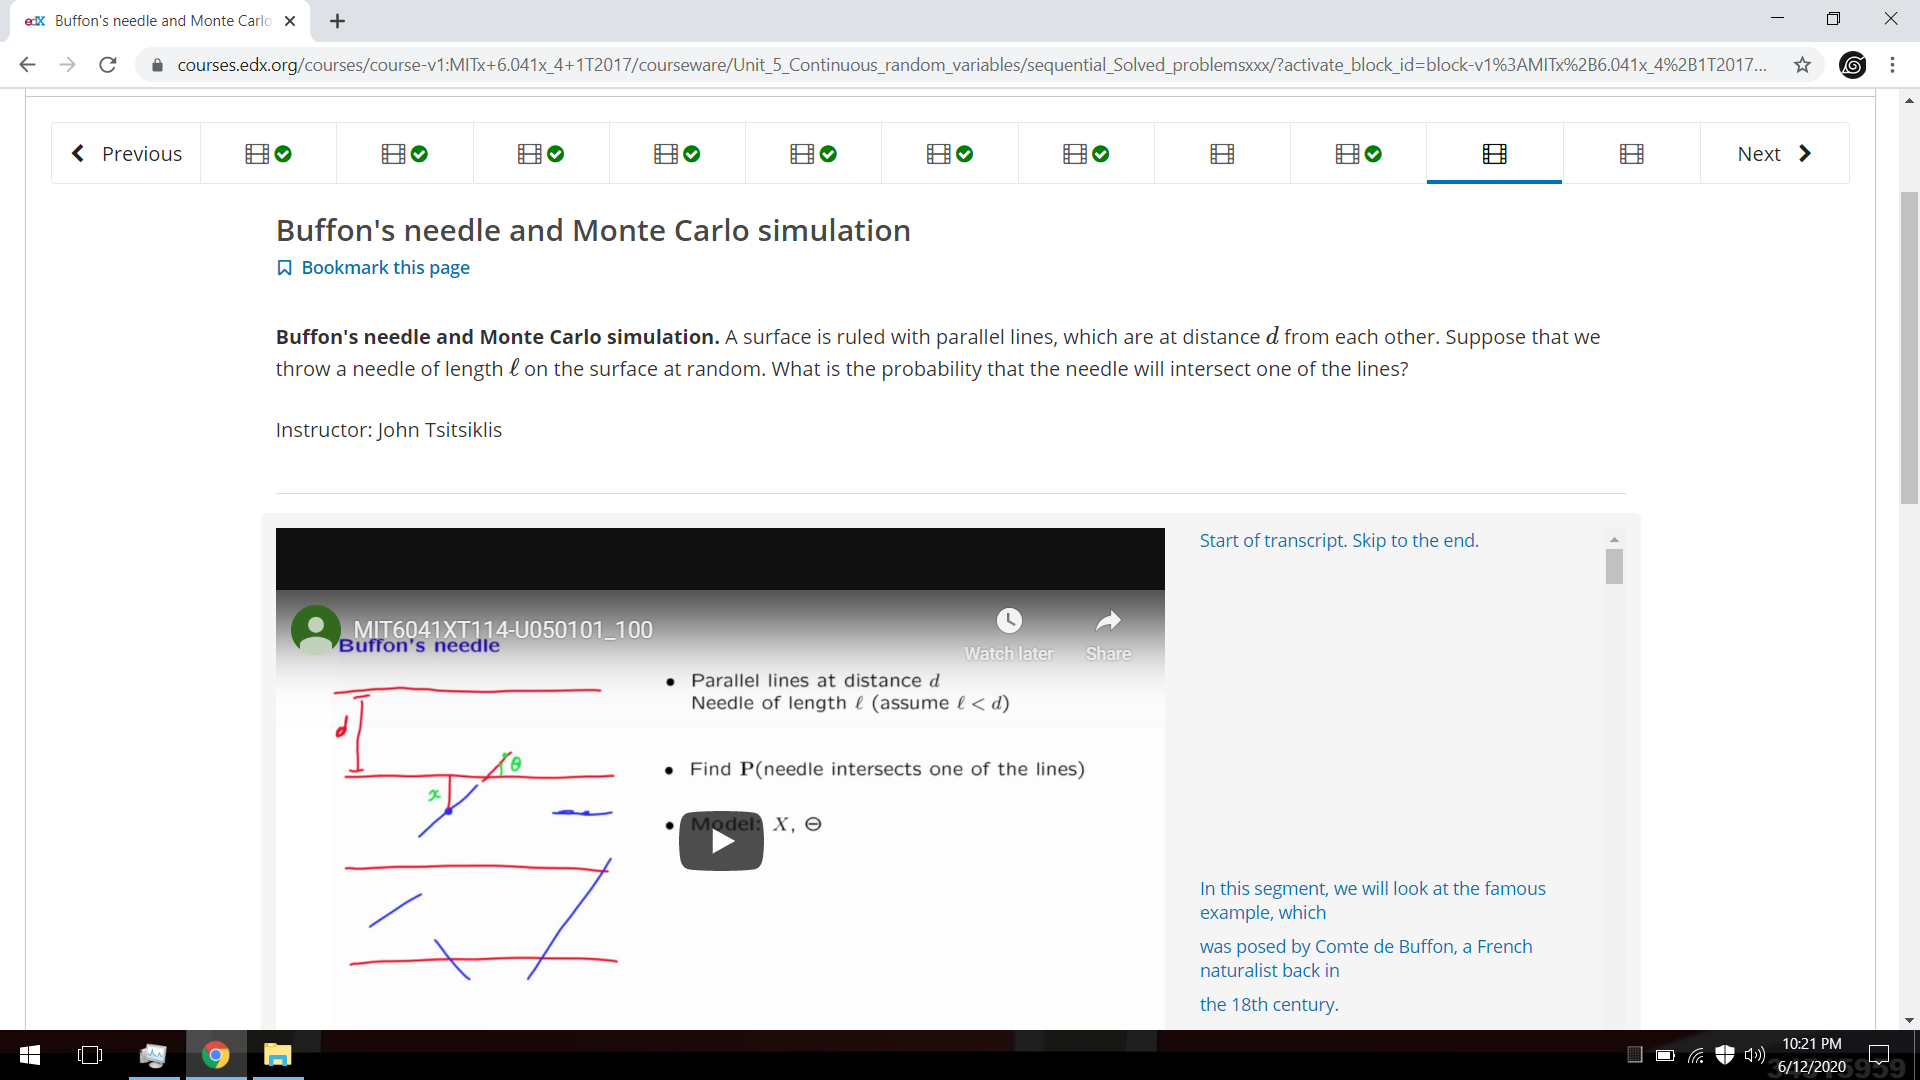 edX Buffon's needle and Monte Carlo
courses.edx.org/courses/course-v1:MITx+6.041x_4+1T2017/courseware/Unit_5_Continuous_random_variables/sequential_Solved_problemsxxx/?activate_block_id=block-v1%3AMITx%2B6.041x_4%2B1T2017...
Previous
Next
Buffon's needle and Monte Carlo simulation
Bookmark this page
Buffon's needle and Monte Carlo simulation. A surface is ruled with parallel lines, which are at distance d from each other. Suppose that we
throw a needle of length ℓ on the surface at random. What is the probability that the needle will intersect one of the lines?
Instructor: John Tsitsiklis
MIT6041XT114-U050101_100
Watch later
Share
Buffon's needle
• Parallel lines at distance d
Needle of length ℓ (assume ℓ < d)
• Find P(needle intersects one of the lines)
• Model: X, Θ
d
x
θ
Start of transcript. Skip to the end.
In this segment, we will look at the famous
example, which
was posed by Comte de Buffon, a French
naturalist back in
the 18th century.
10:21 PM
6/12/2020